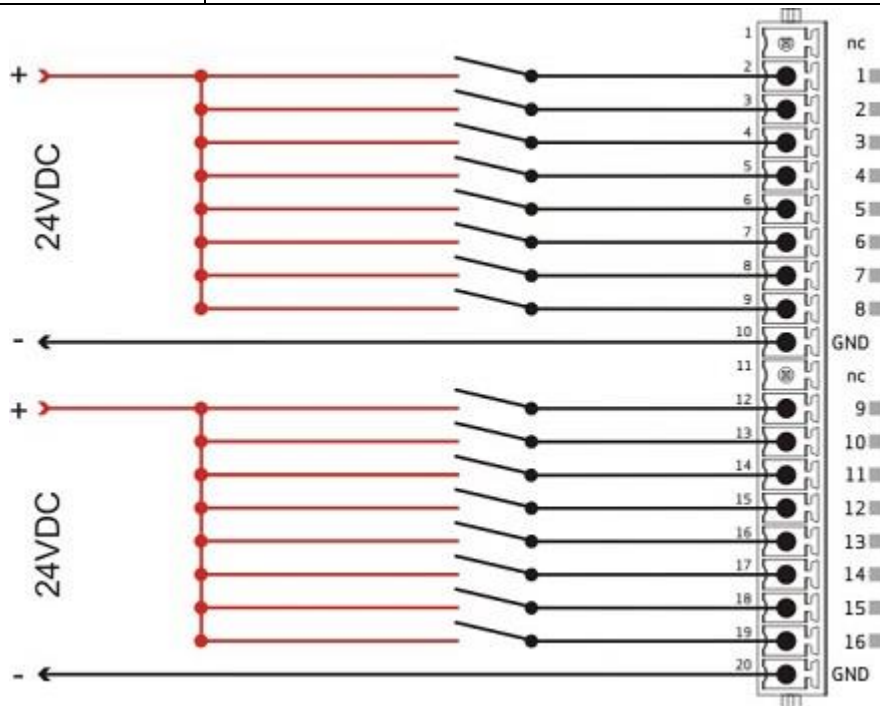 1 nc
+ 2 1
3 2
4 3
5 4
24VDC
6 5
7 6
8 7
9 8
- 10 GND
11 nc
+ 12 9
13 10
14 11
15 12
24VDC
16 13
17 14
18 15
19 16
- 20 GND